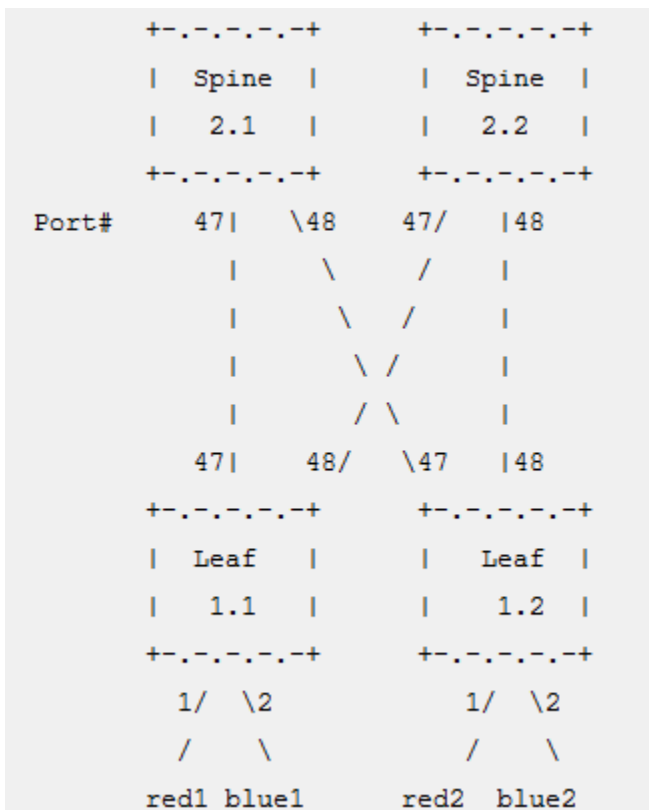 +-.-.-.-.-+      +-.-.-.-.-+
|  Spine  |      |  Spine  |
|   2.1   |      |   2.2   |
+-.-.-.-.-+      +-.-.-.-.-+
Port#    47|   \48    47/   |48
|     \     /    |
|      \   /     |
|       \ /      |
|       / \      |
47|    48/   \47   |48
+-.-.-.-.-+      +-.-.-.-.-+
|  Leaf   |      |   Leaf  |
|   1.1   |      |    1.2  |
+-.-.-.-.-+      +-.-.-.-.-+
1/  \2           1/  \2
/    \           /    \
red1 blue1      red2  blue2